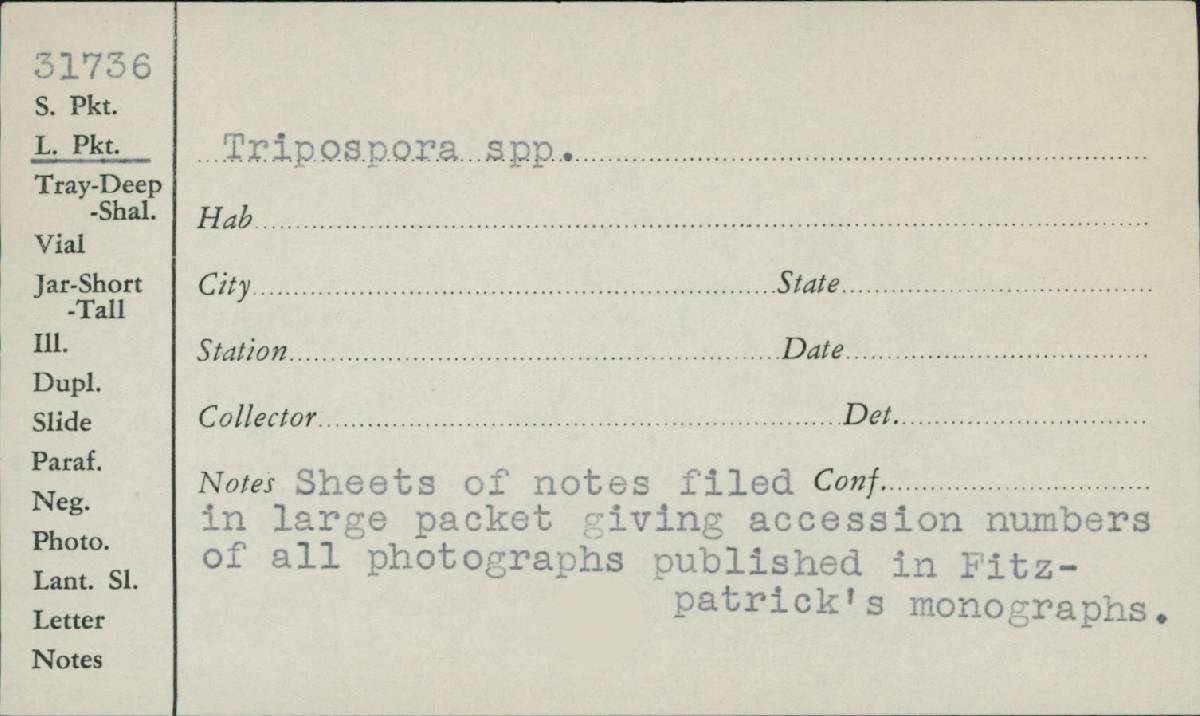 31736
S. Pkt.
L. Pkt.
Tray-Deep
-Shal.
Vial
Jar-Short
-Tall
Ill.
Dupl.
Slide
Paraf.
Neg.
Photo.
Lant. Sl.
Letter
Notes
Tripospora spp.
Hab
City State
Station Date
Collector Det.
Notes Sheets of notes filed Conf.
in large packet giving accession numbers
of all photographs published in Fitz-
patrick's monographs.